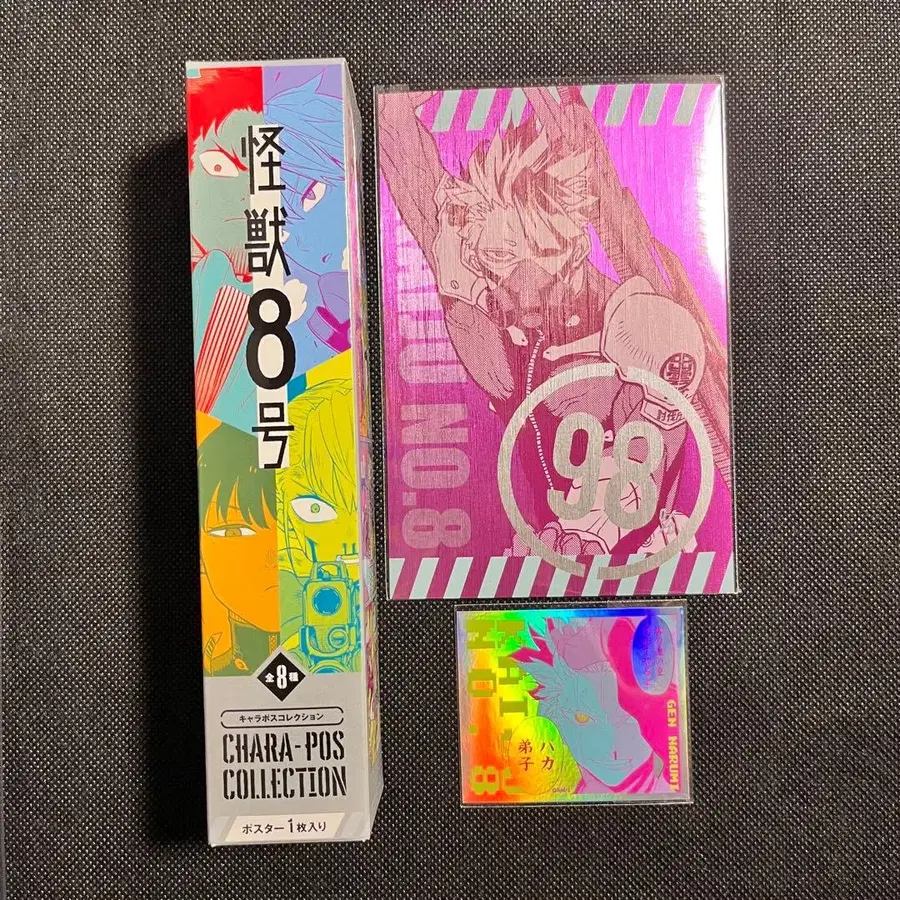 怪獣8号
全8種
キャラポスコレクション
CHARA-POS
COLLECTION
ポスター1枚入り
KAIJU NO.8
98
KAIJU NO.8
GEN NARUMI
バカ
弟子